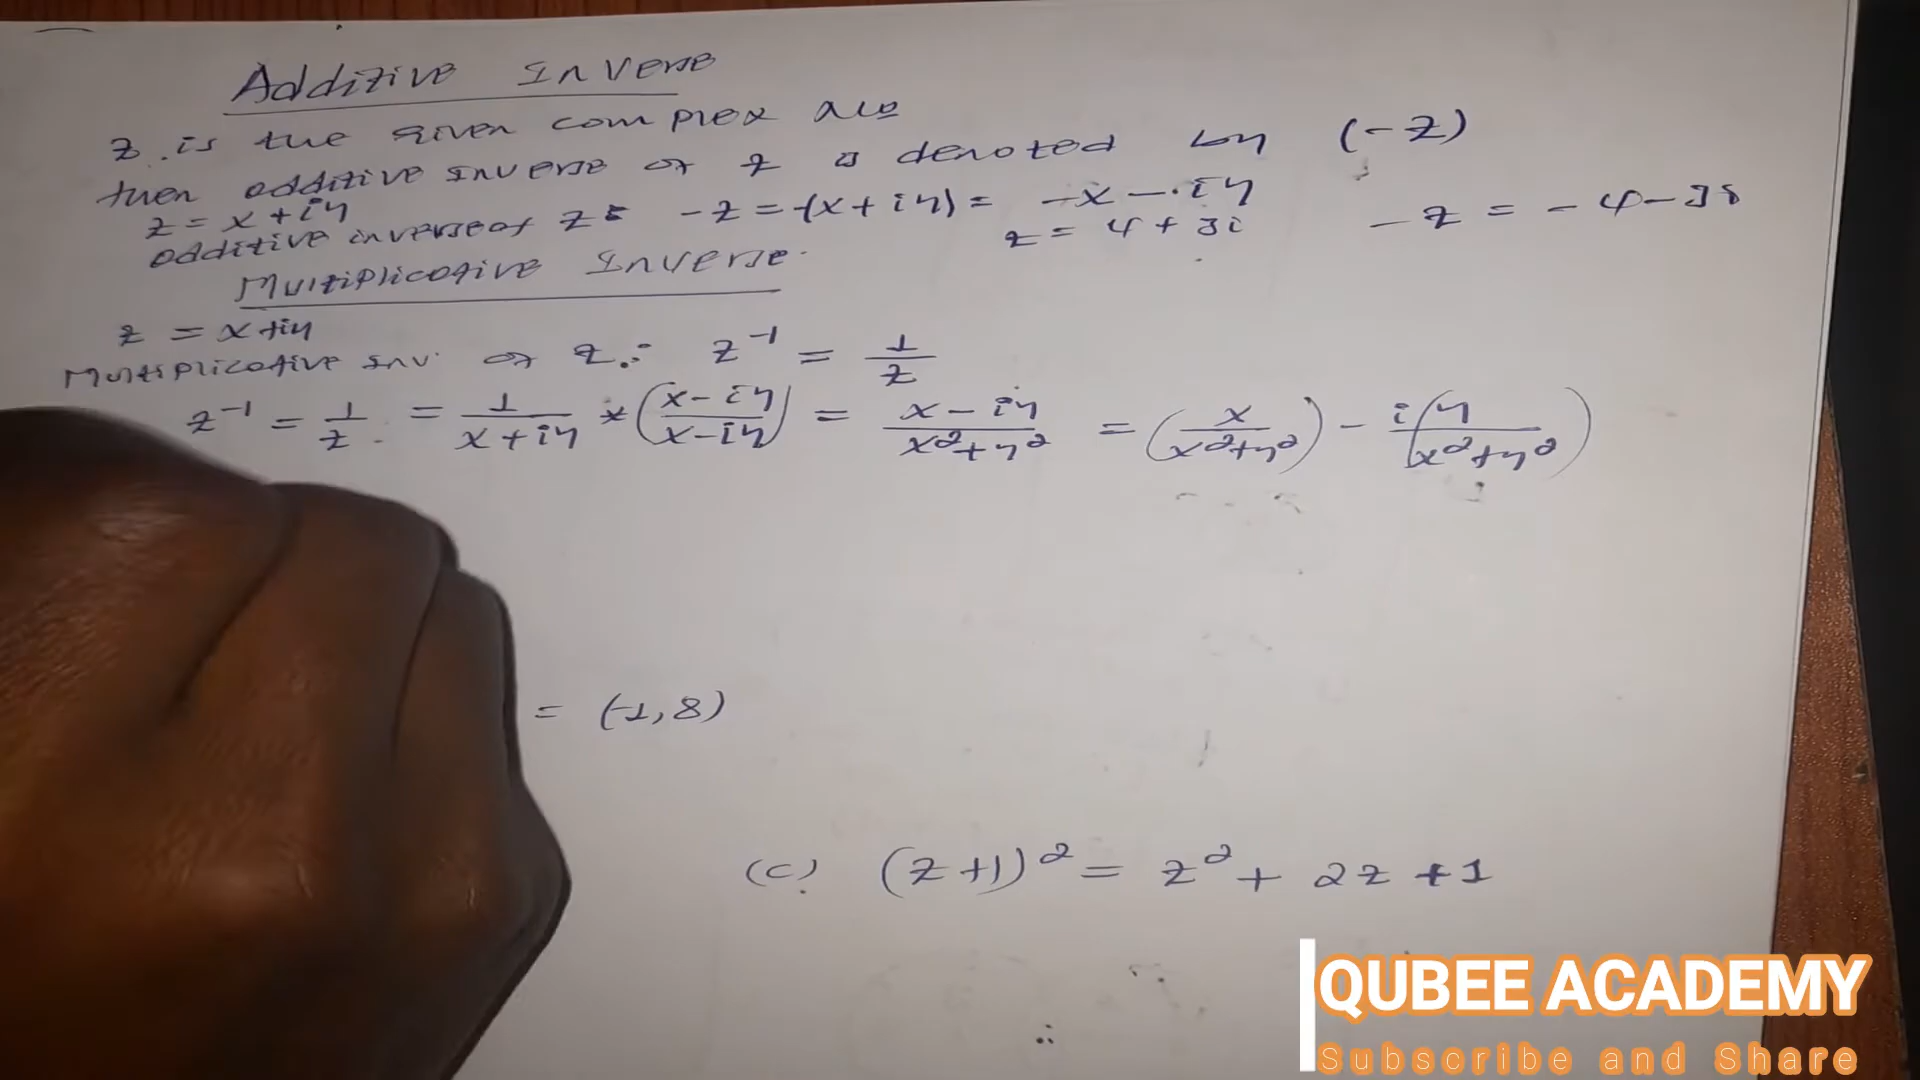 Additive Inverse
z. is the given complex no
then additive inverse of z is denoted by (-z)
z = x + iy
additive inverse of z = -z = -(x + iy) = -x - iy
z = 4 + 3i
-z = -4 - 3i
Multiplicative Inverse.
z = x + iy
Multiplicative inv. of z: z⁻¹ = 1/z
z⁻¹ = 1/z = 1/(x + iy) * ((x - iy)/(x - iy)) = (x - iy)/(x² + y²) = (x/(x² + y²)) - i(y/(x² + y²))
= (-1, 8)
(c) (z + 1)² = z² + 2z + 1
QUBEE ACADEMY
Subscribe and Share